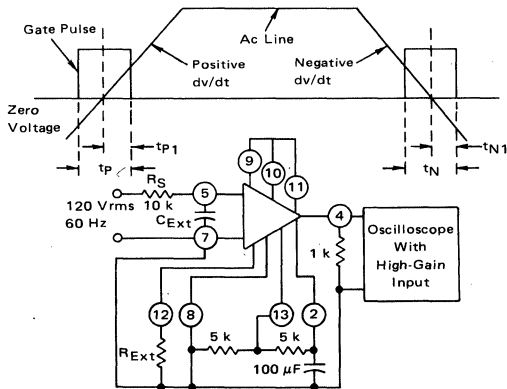 Gate Pulse
Ac Line
Positive
dv/dt
Negative
dv/dt
Zero
Voltage
tP1
tP
tN1
tN
9
10
11
RS
10 k
5
CExt
7
120 Vrms
60 Hz
4
1 k
Oscilloscope
With
High-Gain
Input
12
8
13
2
RExt
5 k
5 k
100 μF